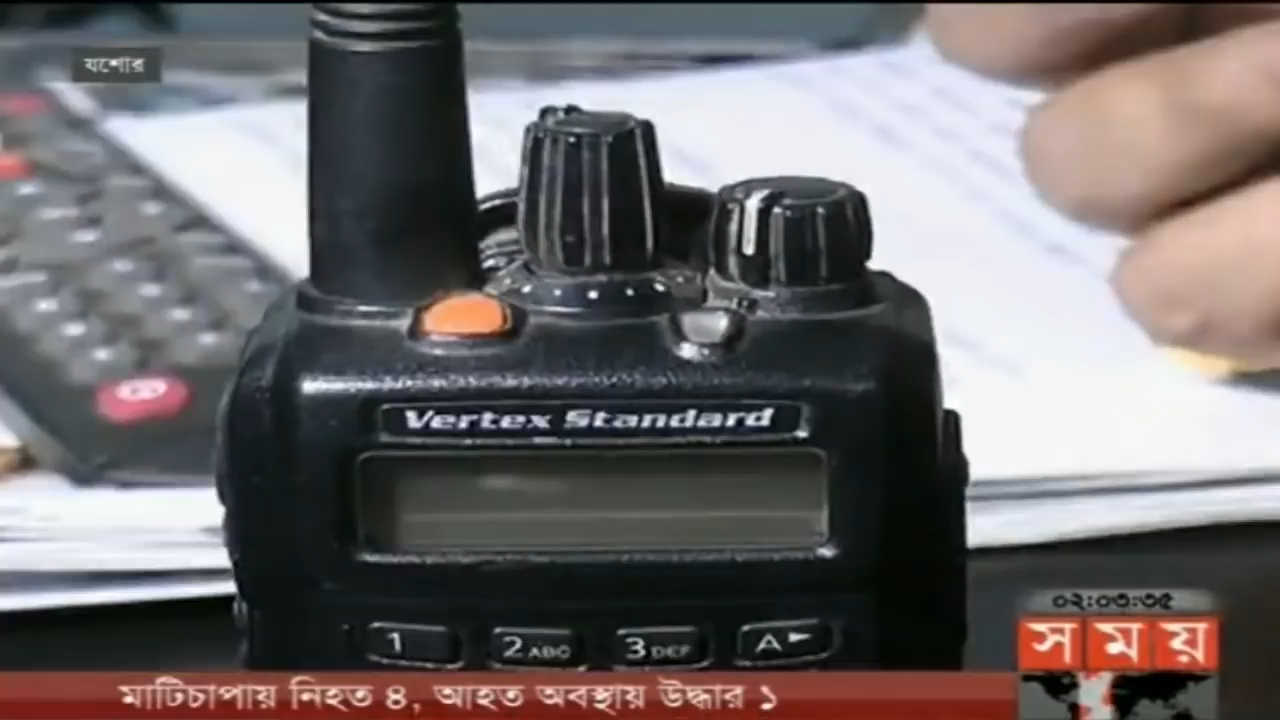 যশোর
Vertex Standard
1 2ABC 3DEF A
০২:০৩:৩৫
সময়
মাটিচাপায় নিহত ৪, আহত অবস্থায় উদ্ধার ১